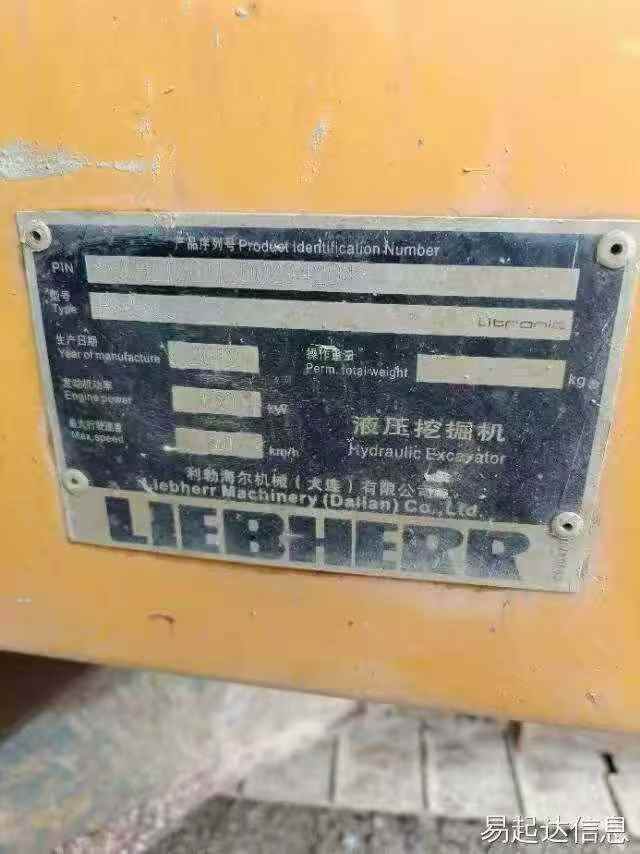 产品序列号 Product Identification Number
PIN
型号
Type
Litronic
生产日期
Year of manufacture
操作重量
Perm. total weight
kg
发动机功率
Engine power
kW
最大行驶速度
Max. speed
km/h
液压挖掘机
Hydraulic Excavator
利勃海尔机械(大连)有限公司
Liebherr Machinery (Dalian) Co., Ltd.
LIEBHERR
易起达信息